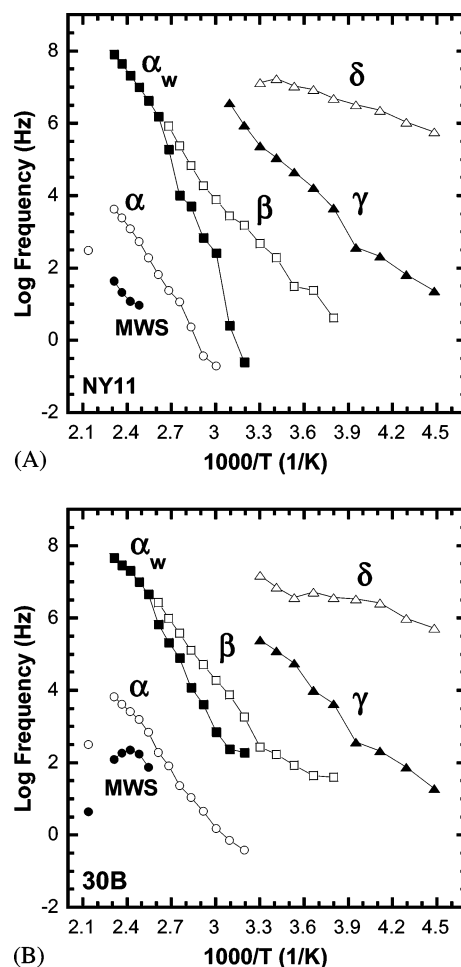 8
α_w
δ
6
Log Frequency (Hz)
4
α
β
γ
2
MWS
0
NY11
-2
2.1 2.4 2.7 3 3.3 3.6 3.9 4.2 4.5
(A)
1000/T (1/K)
8
α_w
δ
6
Log Frequency (Hz)
β
4
α
γ
2
MWS
0
30B
-2
2.1 2.4 2.7 3 3.3 3.6 3.9 4.2 4.5
(B)
1000/T (1/K)